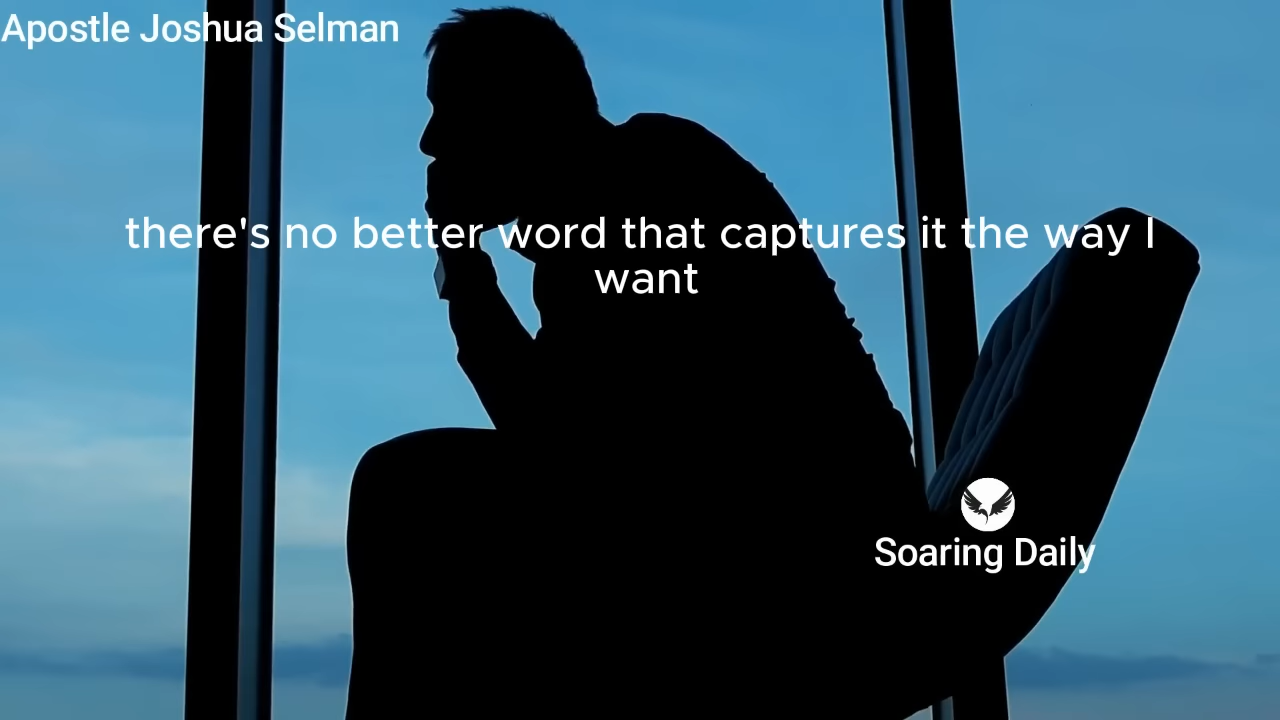 Apostle Joshua Selman
there's no better word that captures it the way I
want
Soaring Daily